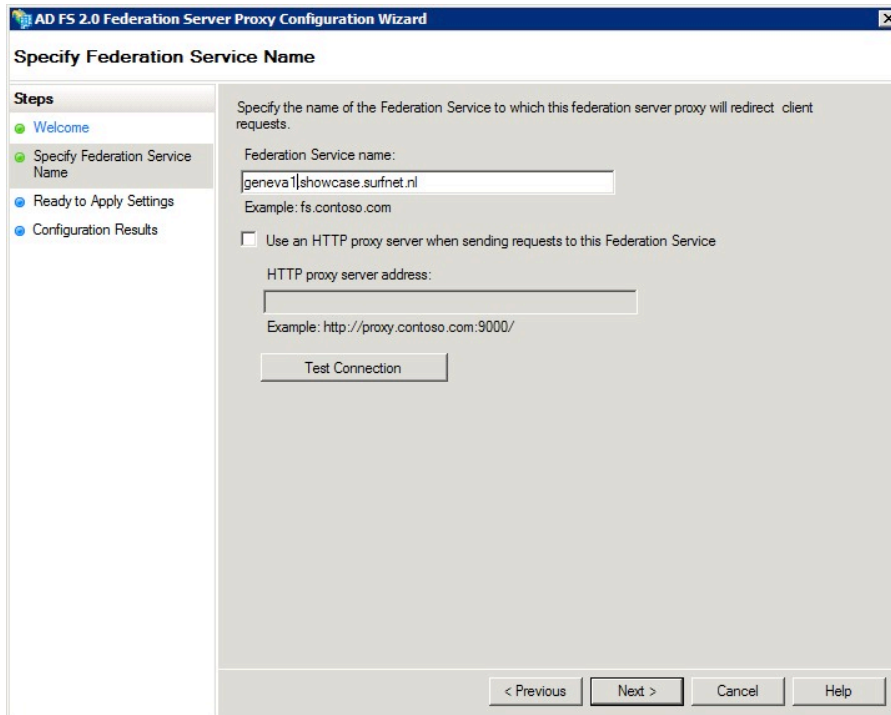 AD FS 2.0 Federation Server Proxy Configuration Wizard
Specify Federation Service Name
Steps
Welcome
Specify Federation Service
Name
Ready to Apply Settings
Configuration Results
Specify the name of the Federation Service to which this federation server proxy will redirect client
requests.
Federation Service name:
geneva1.showcase.surfnet.nl
Example: fs.contoso.com
Use an HTTP proxy server when sending requests to this Federation Service
HTTP proxy server address:
Example: http://proxy.contoso.com:9000/
Test Connection
< Previous
Next >
Cancel
Help